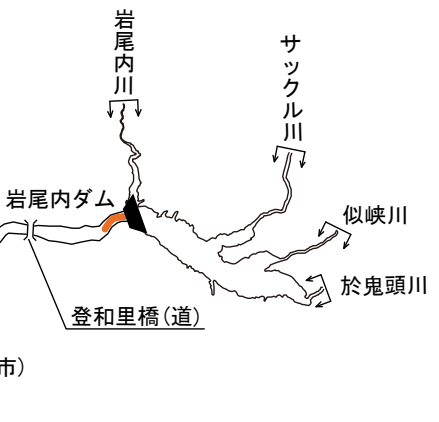 岩尾内川
サックル川
岩尾内ダム
似峡川
於鬼頭川
登和里橋(道)
市)